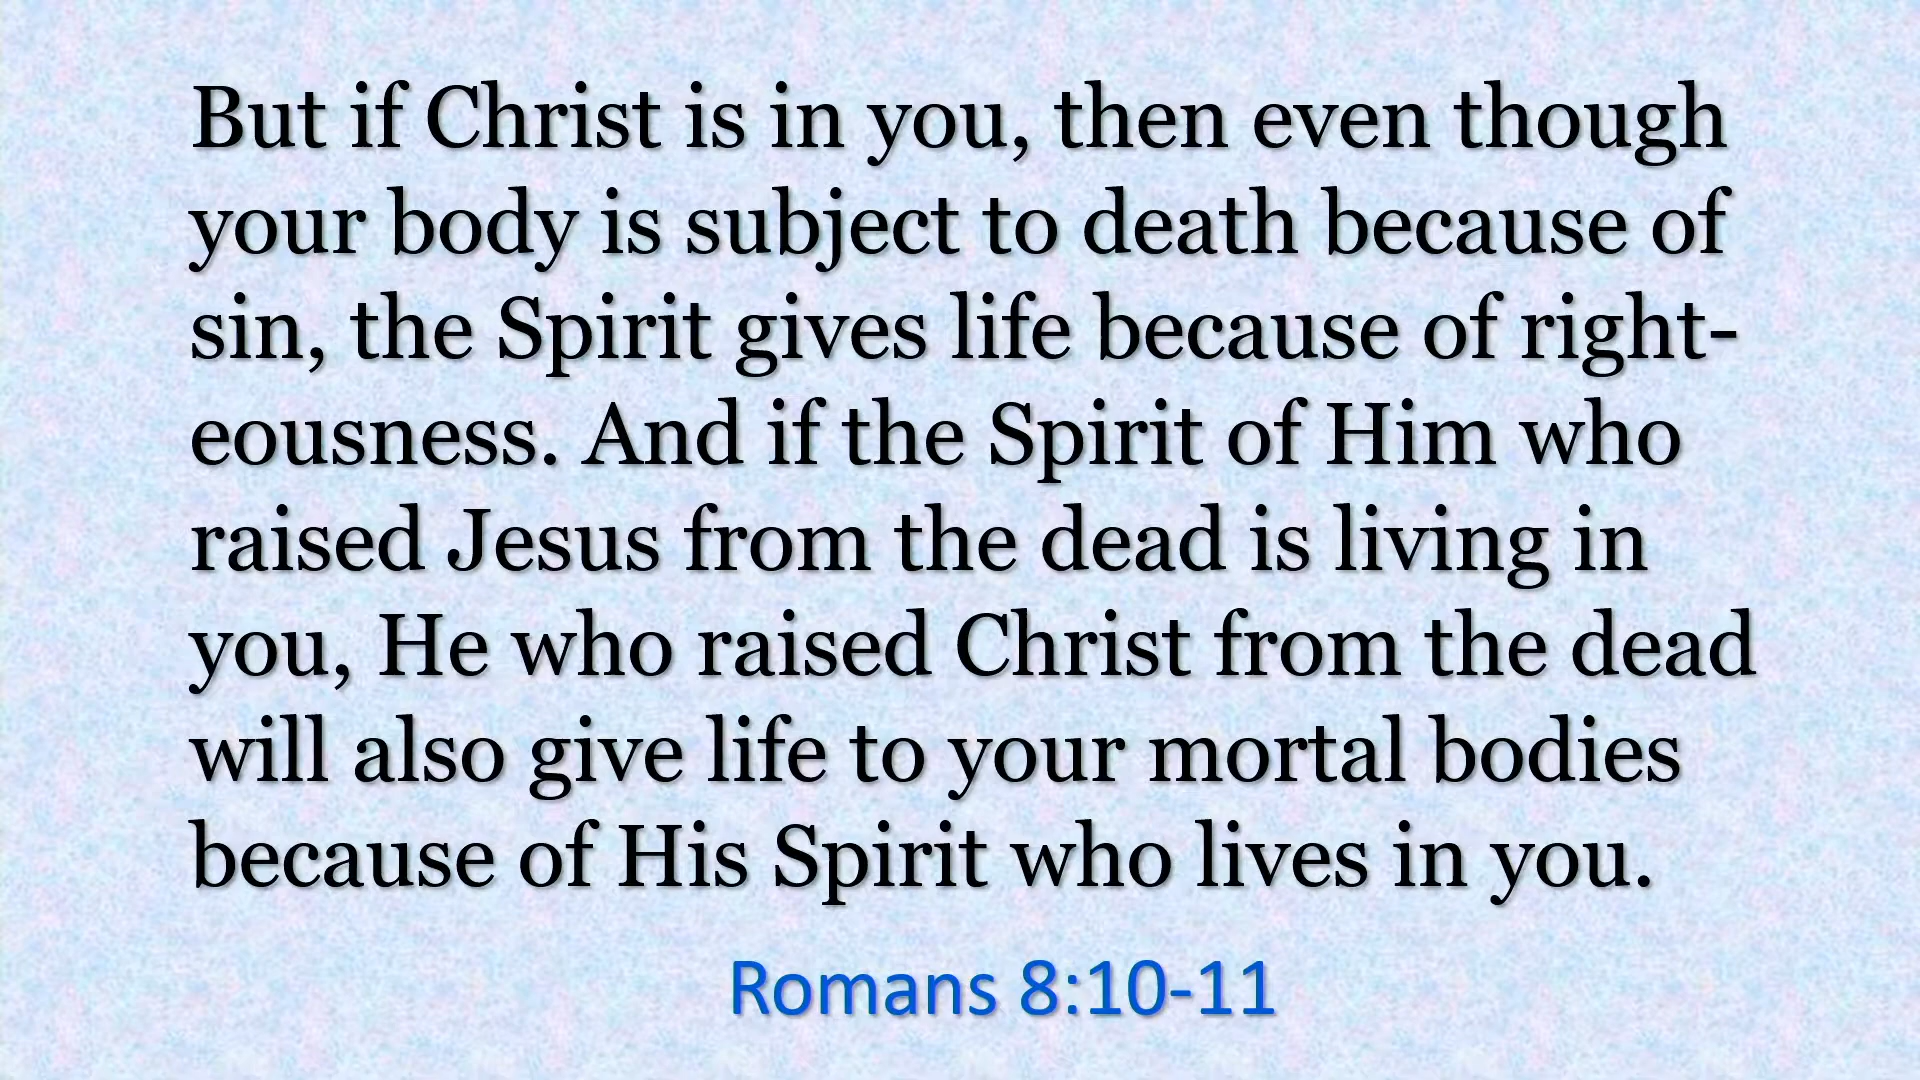 But if Christ is in you, then even though
your body is subject to death because of
sin, the Spirit gives life because of right-
eousness. And if the Spirit of Him who
raised Jesus from the dead is living in
you, He who raised Christ from the dead
will also give life to your mortal bodies
because of His Spirit who lives in you.
Romans 8:10-11